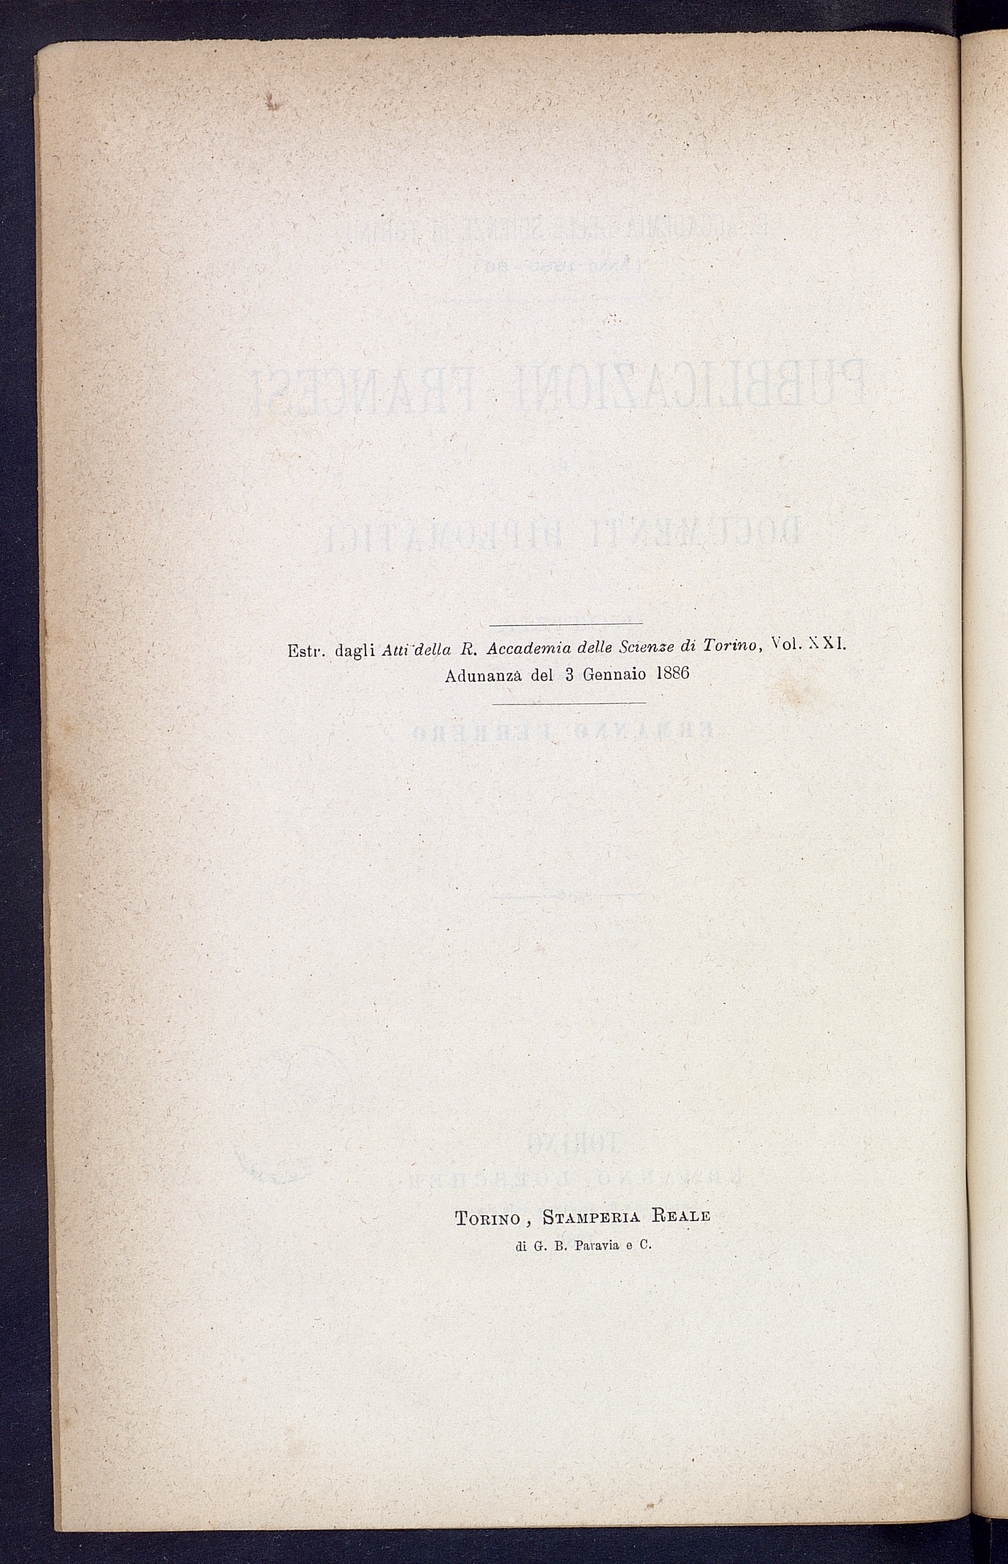 Estr. dagli Atti della R. Accademia delle Scienze di Torino, Vol. XXI.
Adunanza del 3 Gennaio 1886
TORINO, STAMPERIA REALE
di G. B. Paravia e C.